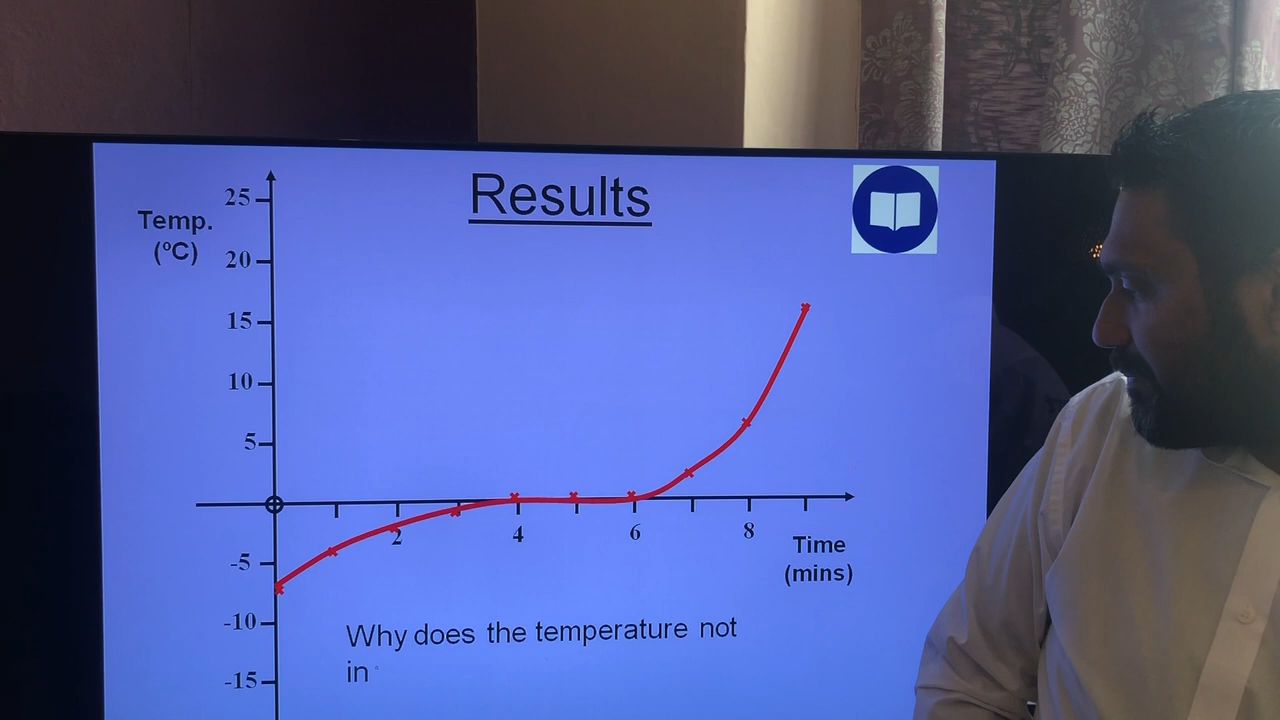 Results
Temp.
(ºC)
25
20
15
10
5
-5
-10
-15
2
4
6
8
Time
(mins)
Why does the temperature not
in